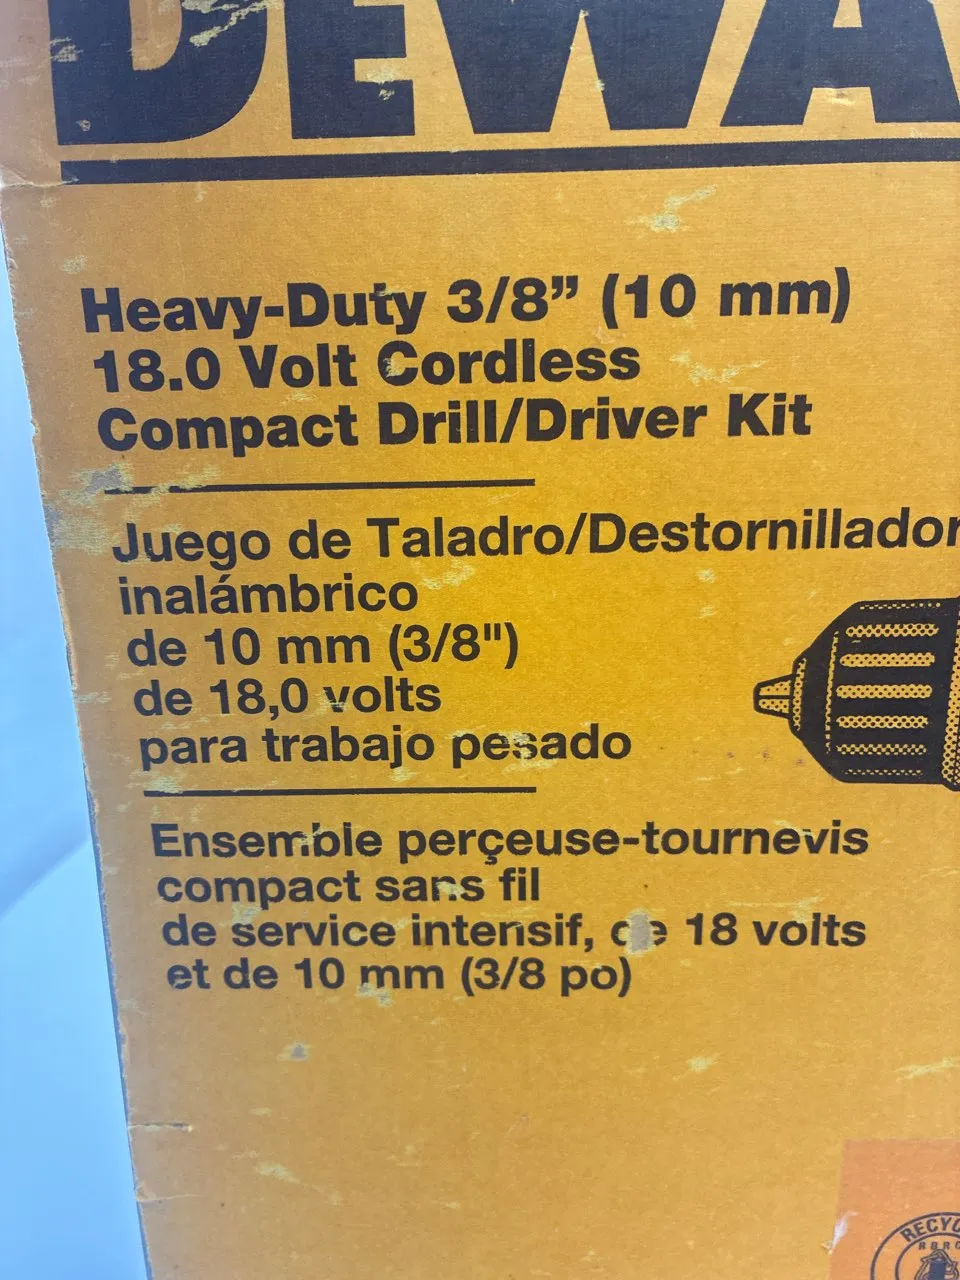 DEWA
Heavy-Duty 3/8” (10 mm)
18.0 Volt Cordless
Compact Drill/Driver Kit
Juego de Taladro/Destornillador
inalámbrico
de 10 mm (3/8")
de 18,0 volts
para trabajo pesado
Ensemble perçeuse-tournevis
compact sans fil
de service intensif, de 18 volts
et de 10 mm (3/8 po)
RECYC
RBRC